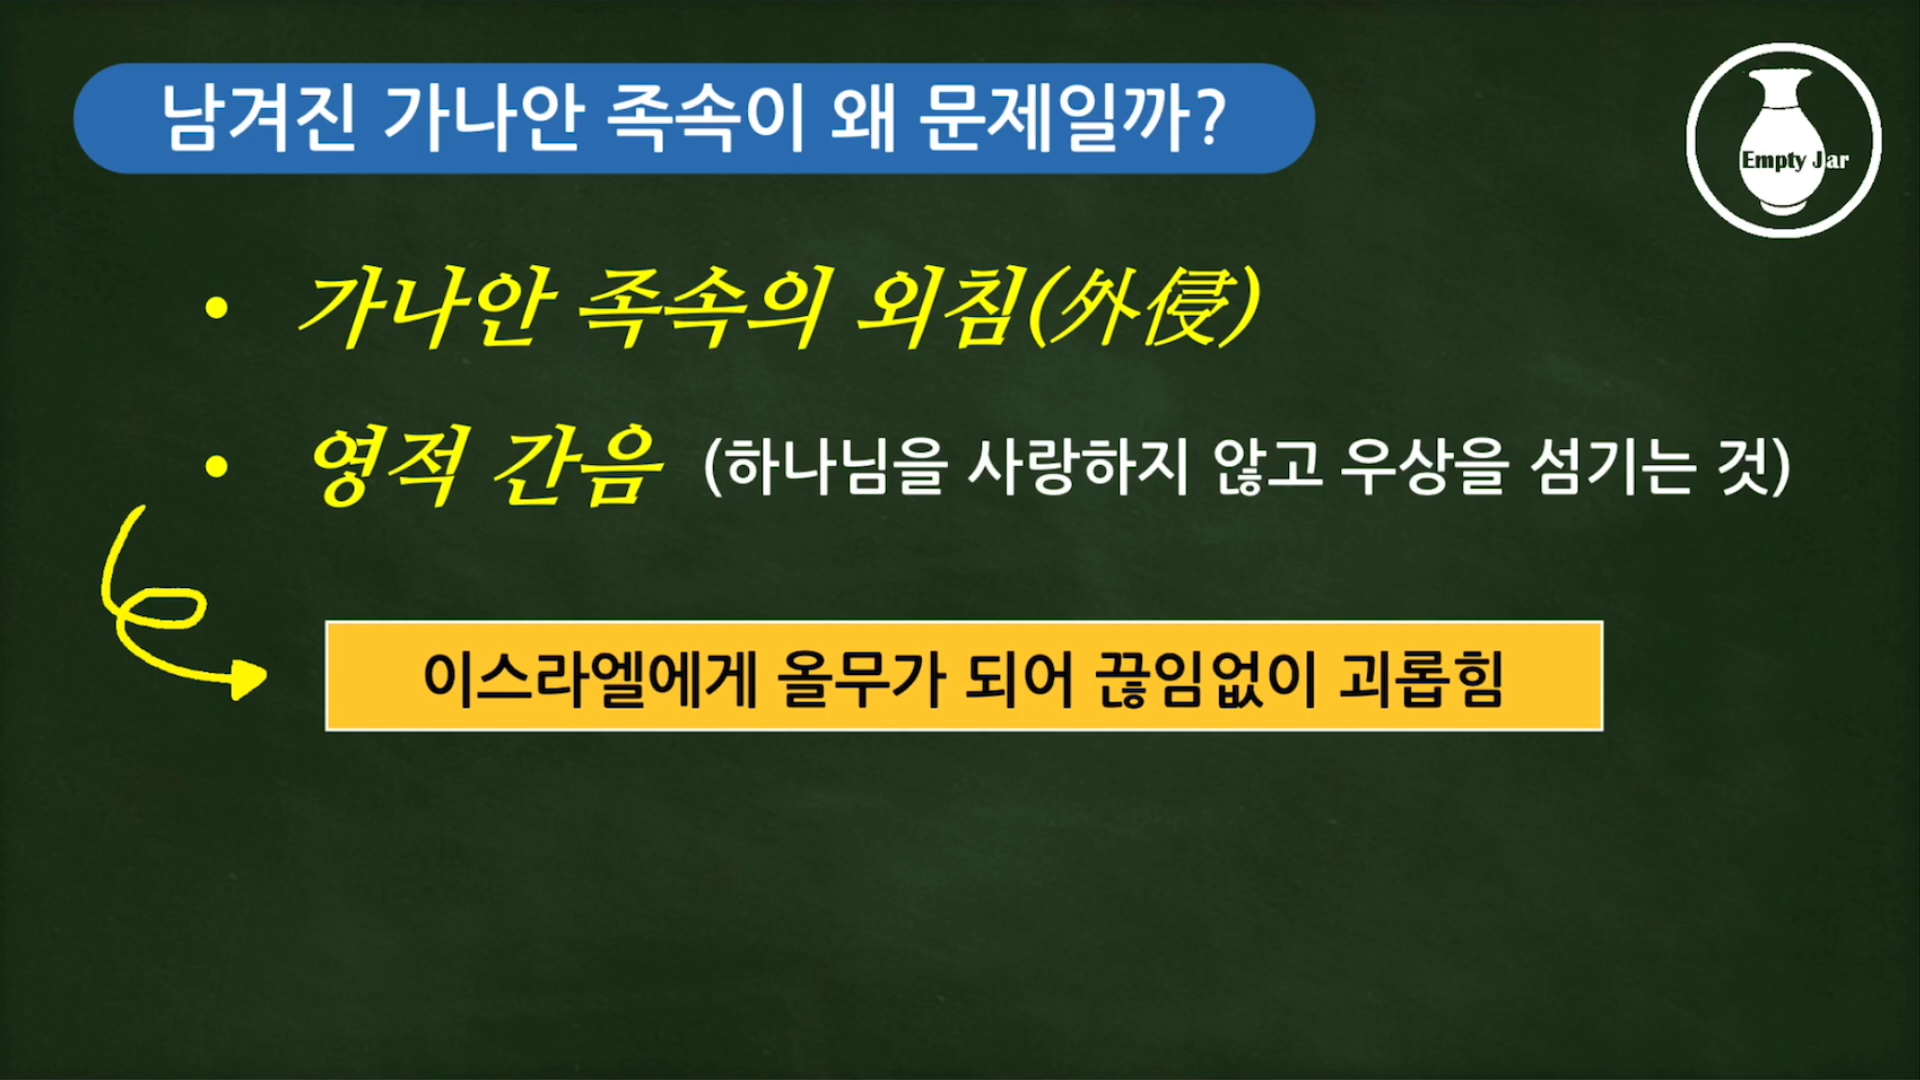 남겨진 가나안 족속이 왜 문제일까?
Empty Jar
• 가나안 족속의 외침(外侵)
• 영적 간음 (하나님을 사랑하지 않고 우상을 섬기는 것)
이스라엘에게 올무가 되어 끊임없이 괴롭힘